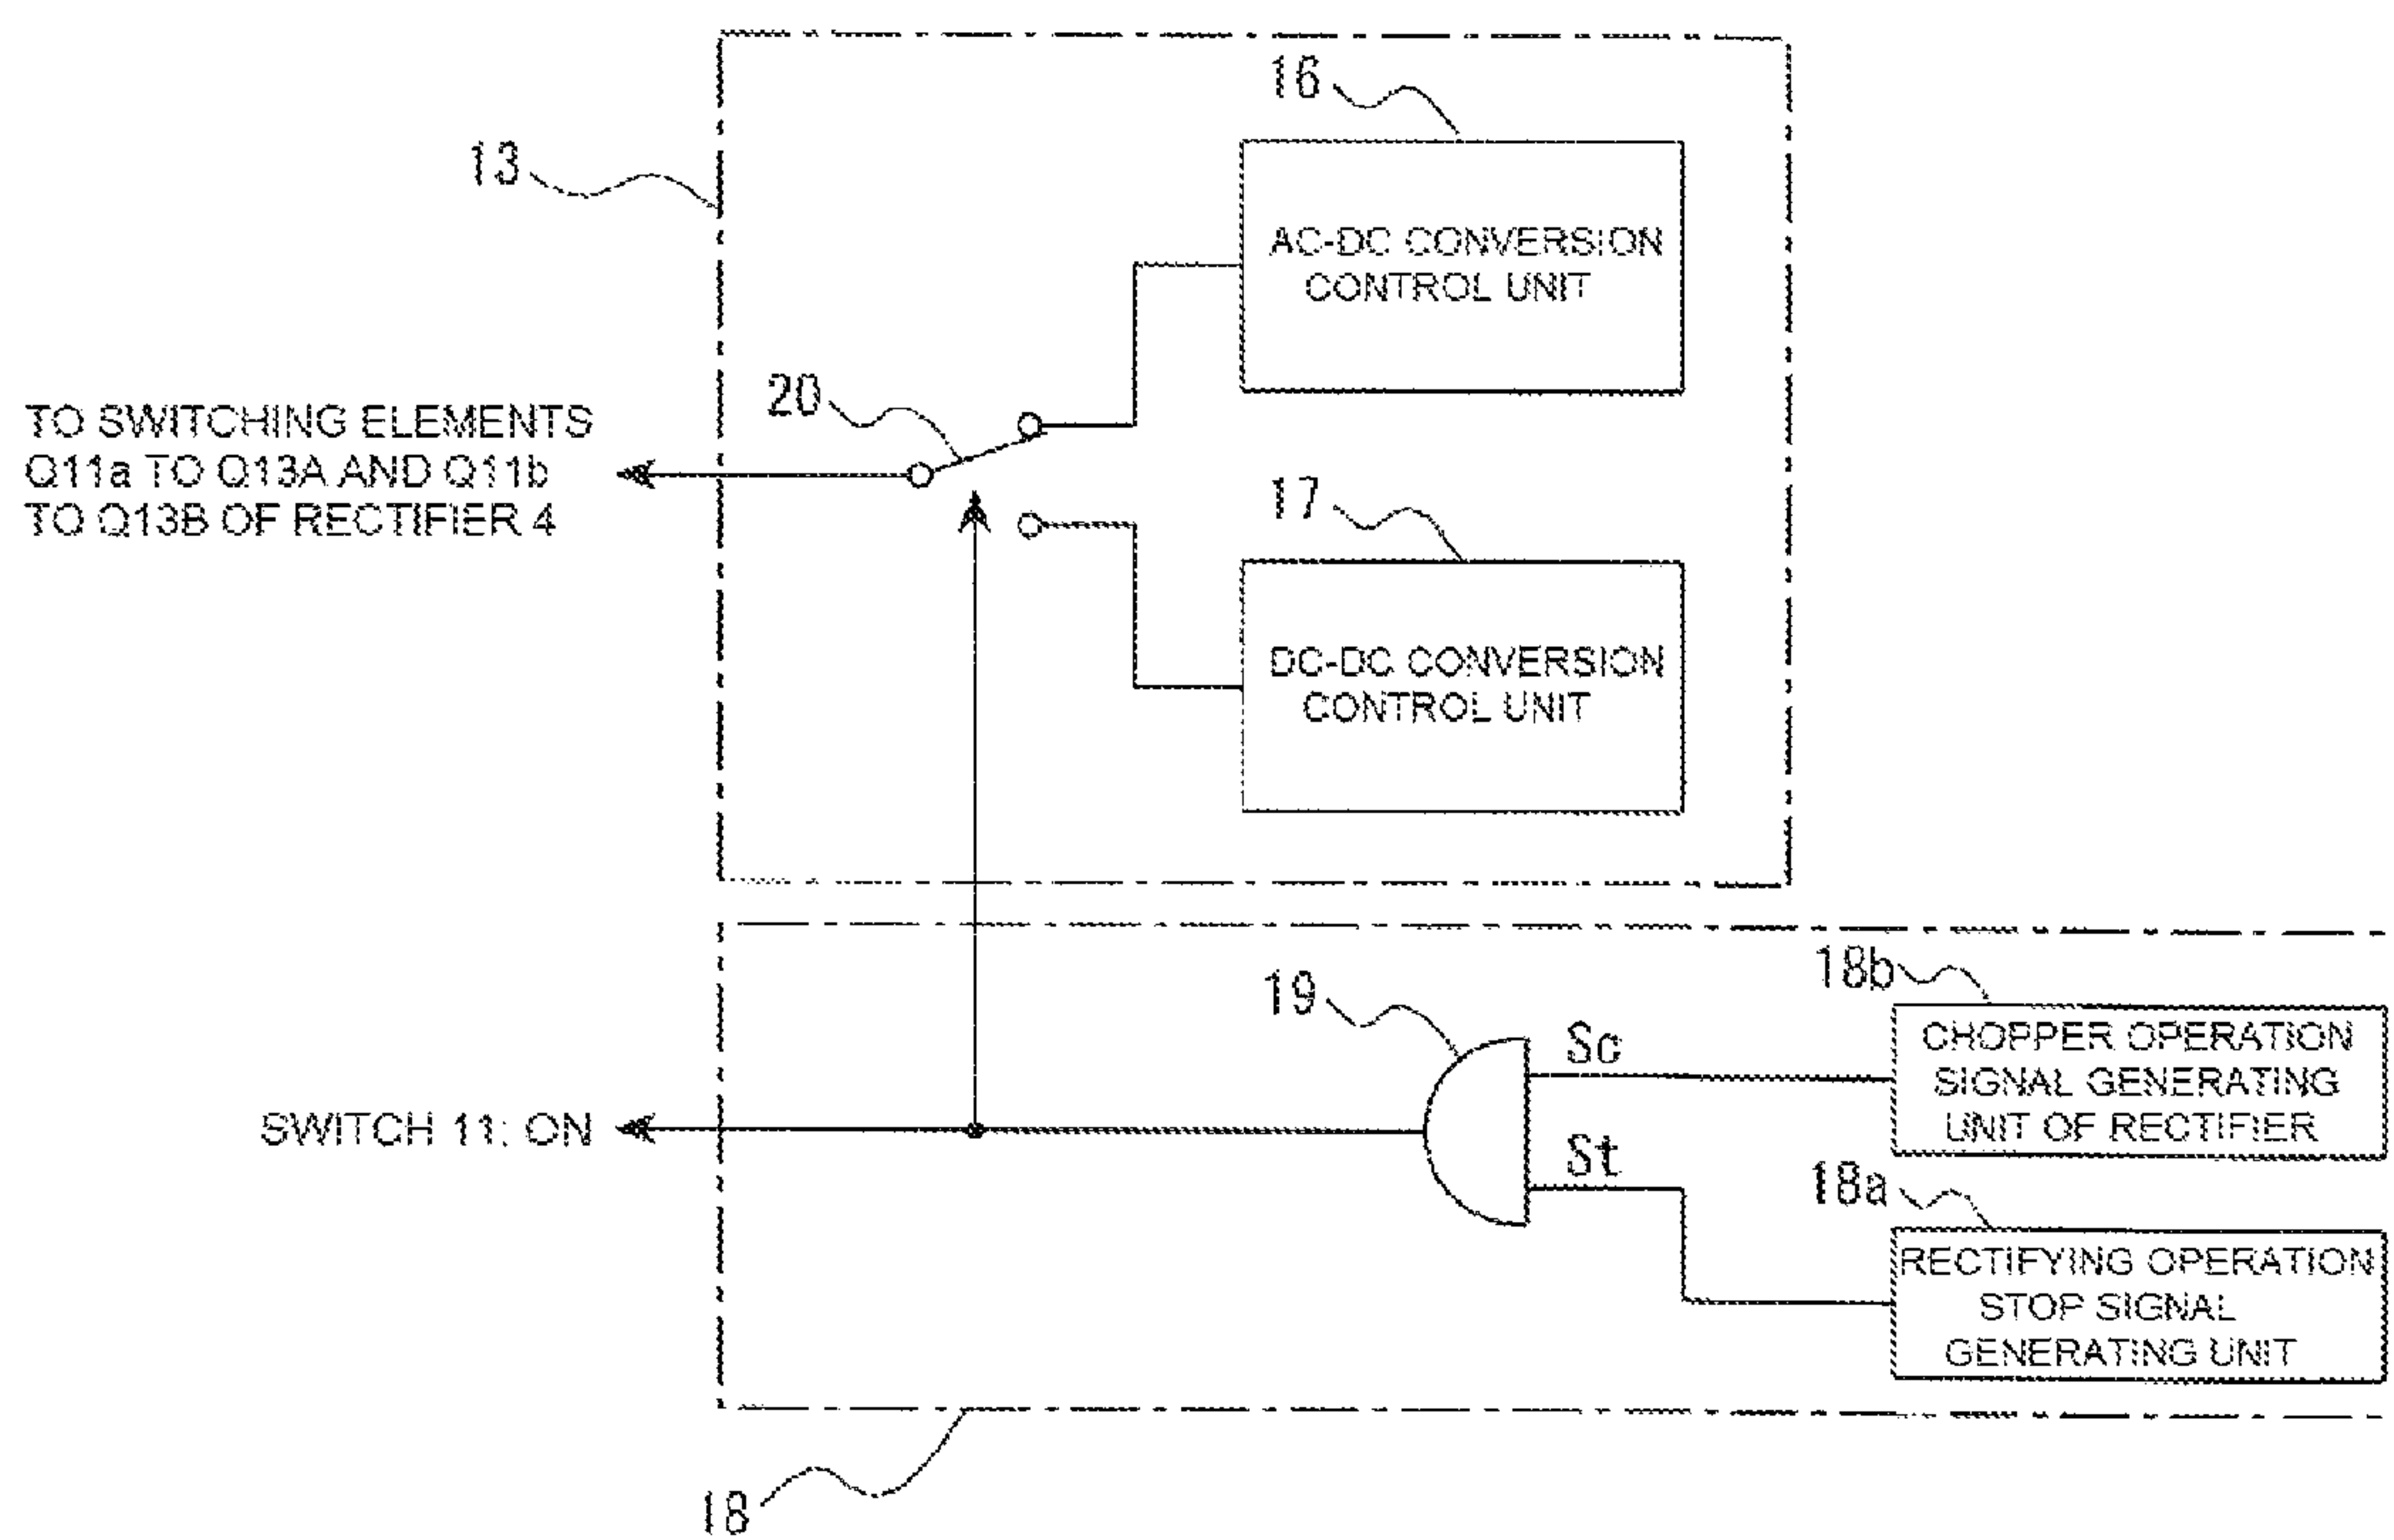 16
13
AC-DC CONVERSION
CONTROL UNIT
20
TO SWITCHING ELEMENTS
Q11a TO Q13A AND Q11b
TO Q13B OF RECTIFIER 4
17
DC-DC CONVERSION
CONTROL UNIT
18b
19
Sc
CHOPPER OPERATION
SIGNAL GENERATING
UNIT OF RECTIFIER
SWITCH 11: ON
St
18a
RECTIFYING OPERATION
STOP SIGNAL
GENERATING UNIT
18